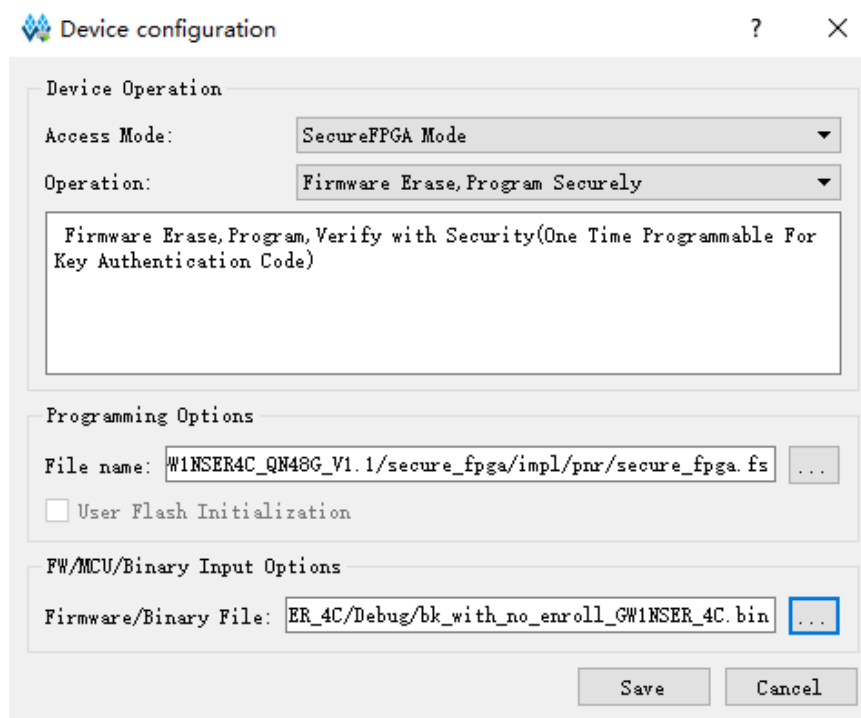 Device configuration ?
Device Operation
Access Mode: SecureFPGA Mode
Operation: Firmware Erase,Program Securely
Firmware Erase,Program,Verify with Security(One Time Programmable For
Key Authentication Code)
Programming Options
File name: W1NSER4C_QN48G_V1.1/secure_fpga/impl/pnr/secure_fpga.fs ...
User Flash Initialization
FW/MCU/Binary Input Options
Firmware/Binary File: ER_4C/Debug/bk_with_no_enroll_GW1NSER_4C.bin ...
Save Cancel